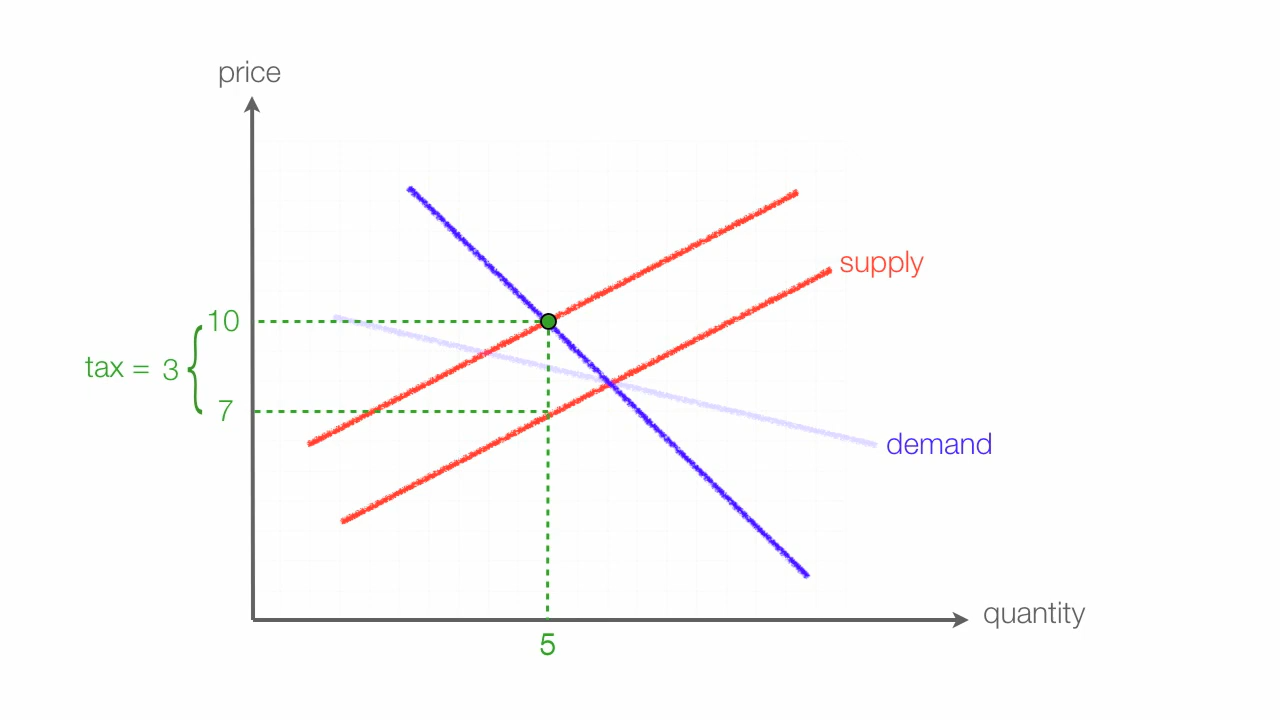 price
supply
10
tax = 3
7
demand
quantity
5